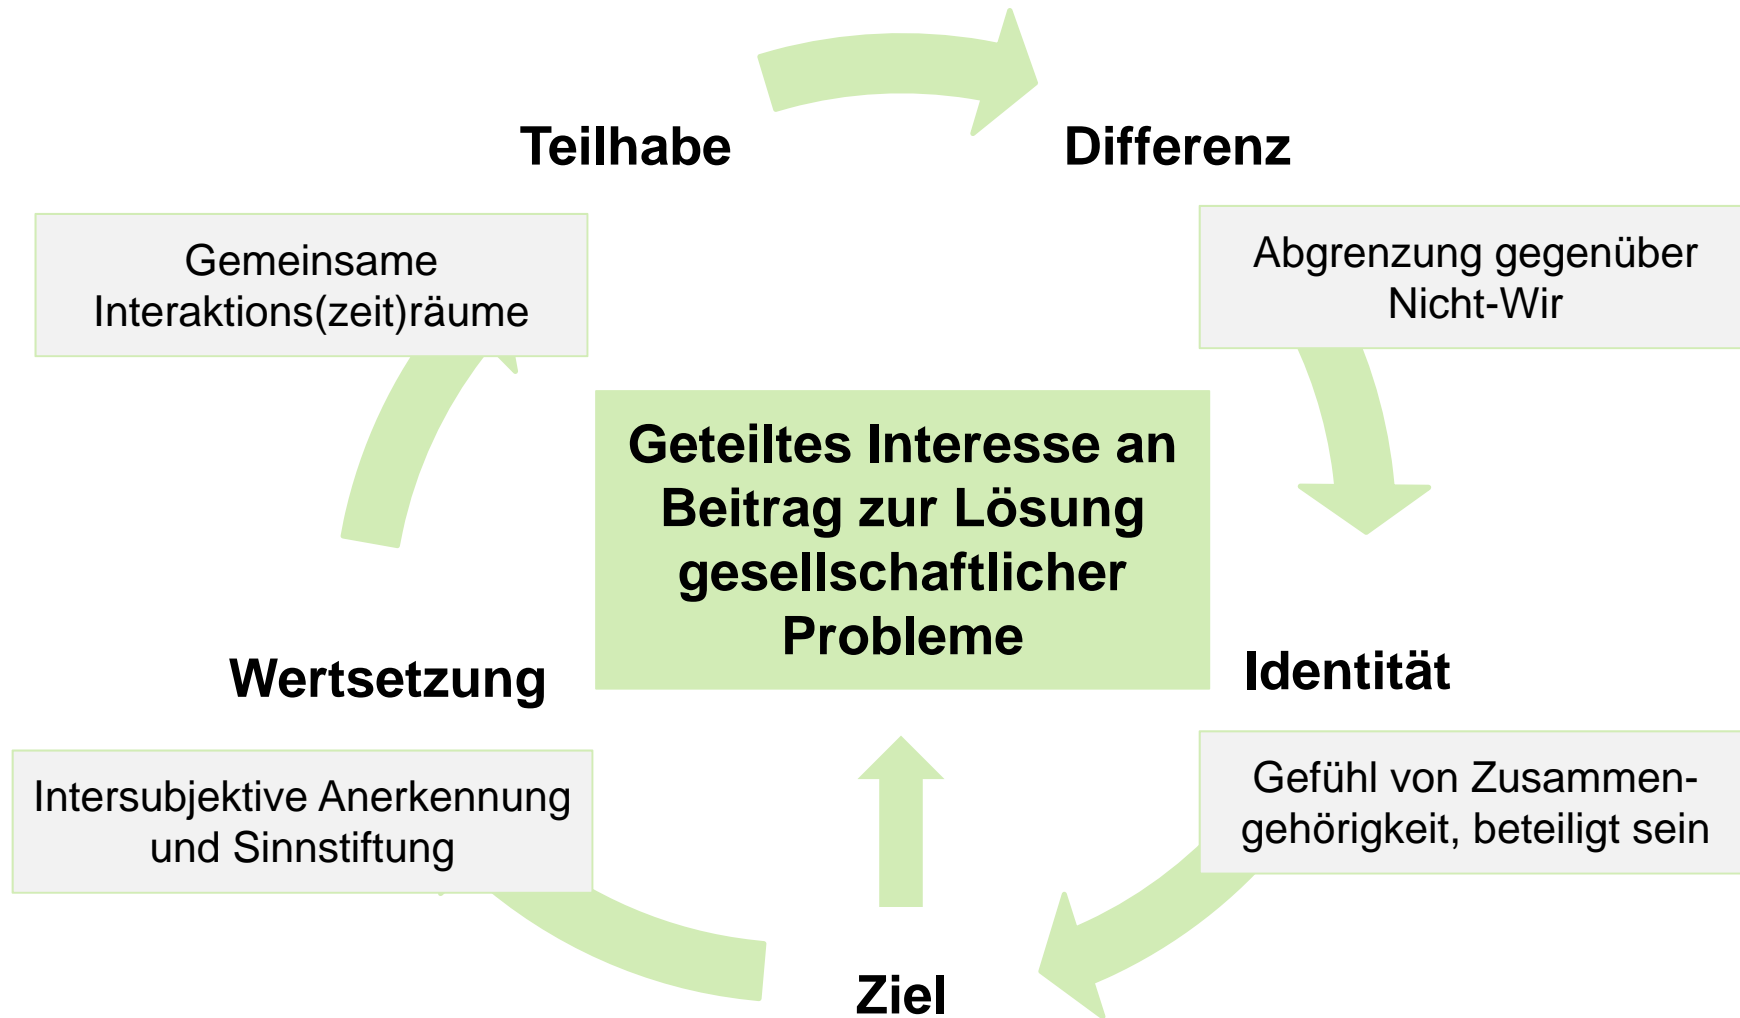 Teilhabe
Differenz
Gemeinsame
Interaktions(zeit)räume
Abgrenzung gegenüber
Nicht-Wir
Geteiltes Interesse an
Beitrag zur Lösung
gesellschaftlicher
Probleme
Wertsetzung
Identität
Intersubjektive Anerkennung
und Sinnstiftung
Gefühl von Zusammen-
gehörigkeit, beteiligt sein
Ziel